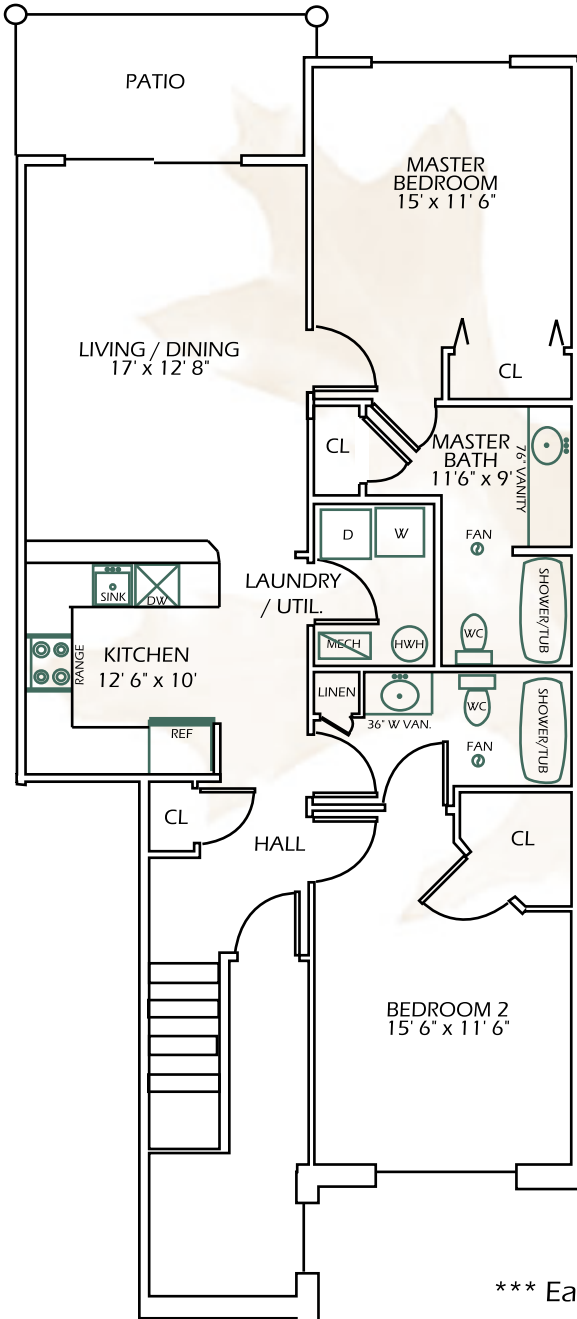 PATIO
MASTER
BEDROOM
15' x 11' 6"
LIVING / DINING
17' x 12' 8"
CL
CL
MASTER
BATH
11'6" x 9'
76" VANITY
FAN
D
W
LAUNDRY
/ UTIL.
SINK
DW
SHOWER/TUB
WC
RANGE
KITCHEN
12' 6" x 10'
MECH
HWH
LINEN
36" W VAN.
WC
SHOWER/TUB
REF
FAN
CL
HALL
CL
BEDROOM 2
15' 6" x 11' 6"
*** Ea